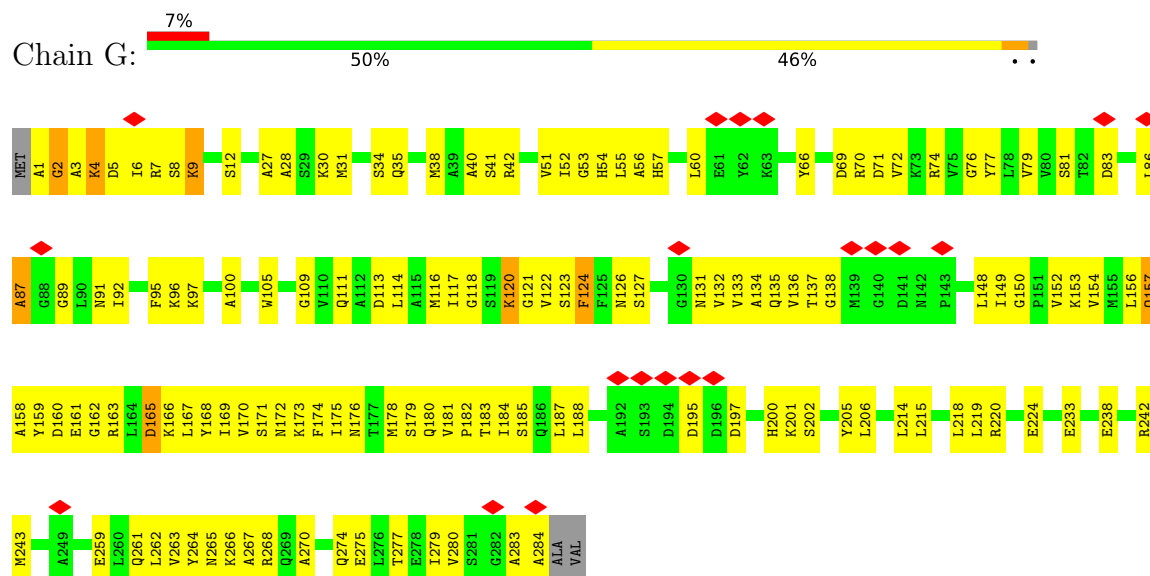 7%
Chain G:
50% 46% • •
MET A1 G2 A3 K4 D5 I6 R7 S8 K9 S12 A27 A28 S29 K30 M31 S34 Q35 M38 A39 A40 S41 R42 V51 I52 G53 H54 L55 A56 H57 L60 E61 Y62 K63 Y66 D69 R70 D71 V72 K73 R74 V75 G76 Y77 L78 V79 V80 S81 T82 D83 L86
A87 G88 G89 L90 N91 I92 F95 K96 K97 A100 W105 G109 V110 Q111 A112 D113 L114 A115 M116 I117 G118 S119 K120 G121 V122 S123 F124 F125 N126 S127 G130 N131 V132 V133 A134 Q135 V136 T137 G138 M139 G140 D141 N142 P143 L148 I149 G150 P151 V152 K153 V154 M155 L156 Q157
A158 Y159 D160 E161 G162 R163 L164 D165 K166 L167 Y168 I169 V170 S171 N172 K173 F174 I175 N176 T177 M178 S179 Q180 V181 P182 T183 I184 S185 Q186 L187 L188 A192 S193 D194 D195 D196 D197 H200 K201 S202 Y205 L206 L214 L215 L218 L219 R220 E224 E233 E238 R242
M243 A249 E259 L260 Q261 L262 V263 Y264 N265 K266 A267 R268 Q269 A270 Q274 E275 L276 T277 E278 I279 V280 S281 G282 A283 A284 ALA VAL